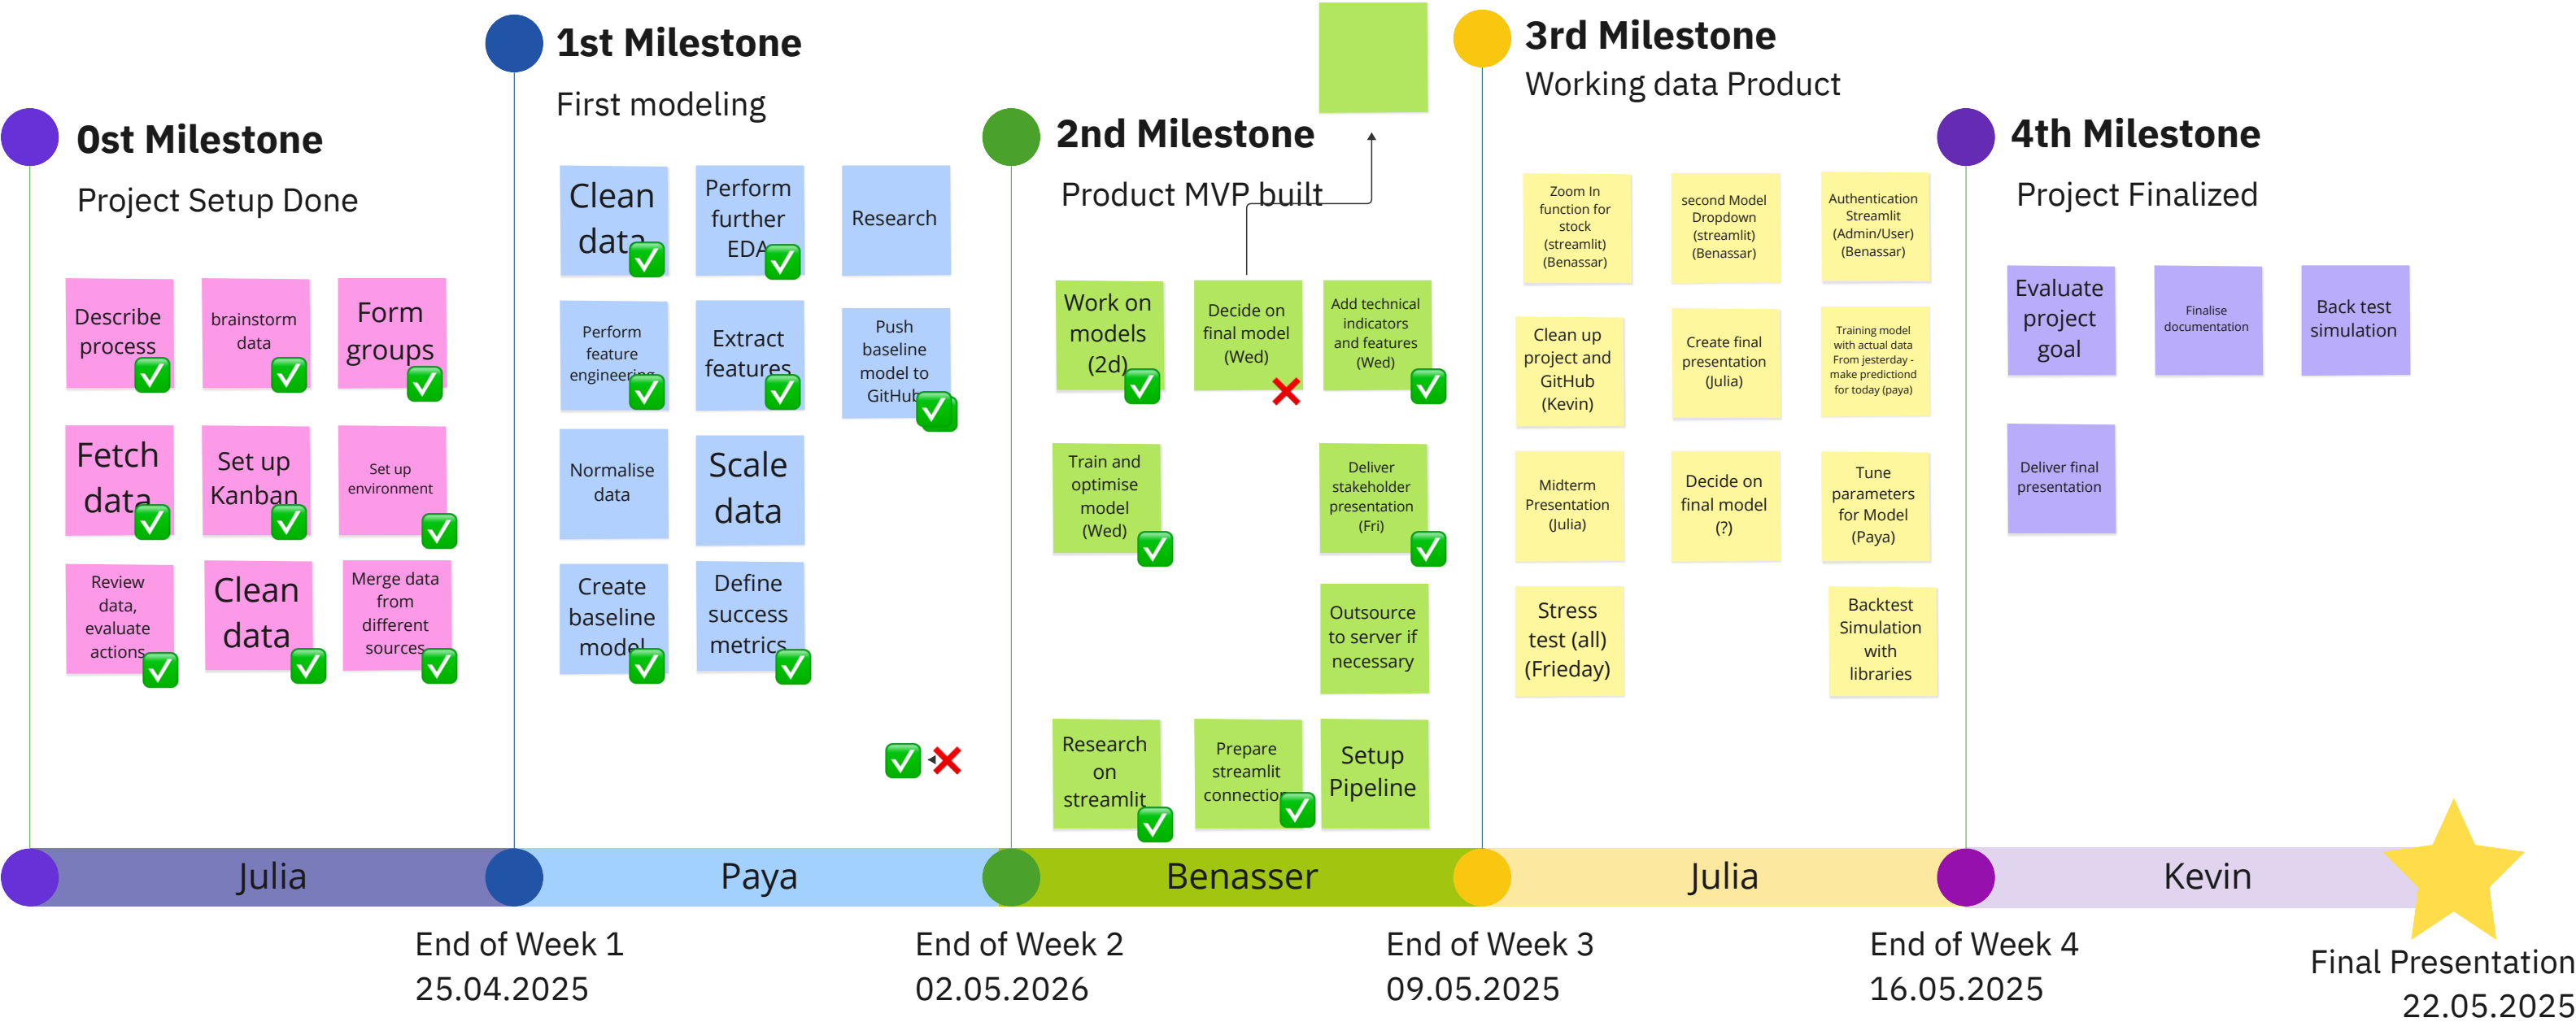 0st Milestone
Project Setup Done
Describe
process
brainstorm
data
Form
groups
Fetch
data
Set up
Kanban
Set up
environment
Review
data,
evaluate
actions
Clean
data
Merge data
from
different
sources
1st Milestone
First modeling
Clean
data
Perform
further
EDA
Research
Perform
feature
engineering
Extract
features
Push
baseline
model to
GitHub
Normalise
data
Scale
data
Create
baseline
model
Define
success
metrics
2nd Milestone
Product MVP built
Work on
models
(2d)
Decide on
final model
(Wed)
Add technical
indicators
and features
(Wed)
Train and
optimise
model
(Wed)
Deliver
stakeholder
presentation
(Fri)
Outsource
to server if
necessary
Research
on
streamlit
Prepare
streamlit
connection
Setup
Pipeline
3rd Milestone
Working data Product
Zoom In
function for
stock
(streamlit)
(Benassar)
second Model
Dropdown
(streamlit)
(Benassar)
Authentication
Streamlit
(Admin/User)
(Benassar)
Clean up
project and
GitHub
(Kevin)
Create final
presentation
(Julia)
Training model
with actual data
From jesterday -
make predictiond
for today (paya)
Midterm
Presentation
(Julia)
Decide on
final model
(?)
Tune
parameters
for Model
(Paya)
Stress
test (all)
(Frieday)
Backtest
Simulation
with
libraries
4th Milestone
Project Finalized
Evaluate
project
goal
Finalise
documentation
Back test
simulation
Deliver final
presentation
Julia
Paya
Benasser
Julia
Kevin
End of Week 1
25.04.2025
End of Week 2
02.05.2026
End of Week 3
09.05.2025
End of Week 4
16.05.2025
Final Presentation
22.05.2025